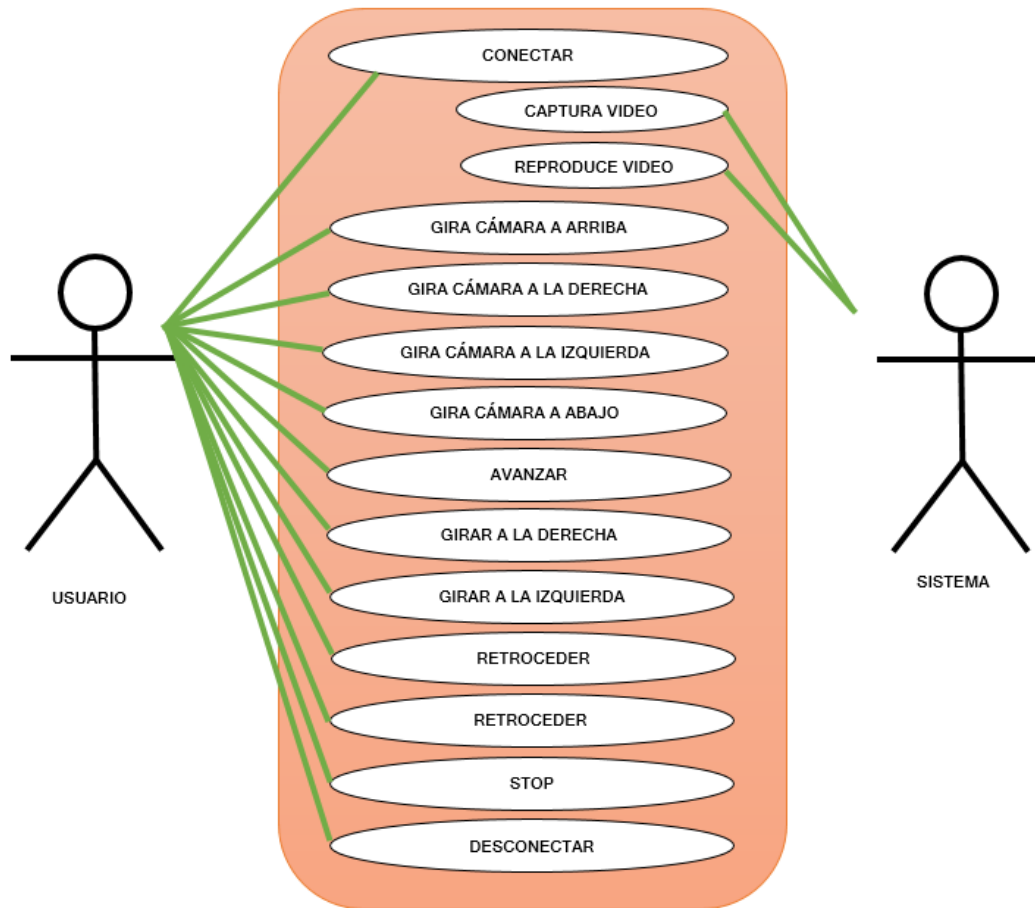 CONECTAR
CAPTURA VIDEO
REPRODUCE VIDEO
GIRA CÁMARA A ARRIBA
GIRA CÁMARA A LA DERECHA
GIRA CÁMARA A LA IZQUIERDA
GIRA CÁMARA A ABAJO
AVANZAR
GIRAR A LA DERECHA
GIRAR A LA IZQUIERDA
RETROCEDER
RETROCEDER
STOP
DESCONECTAR
USUARIO
SISTEMA